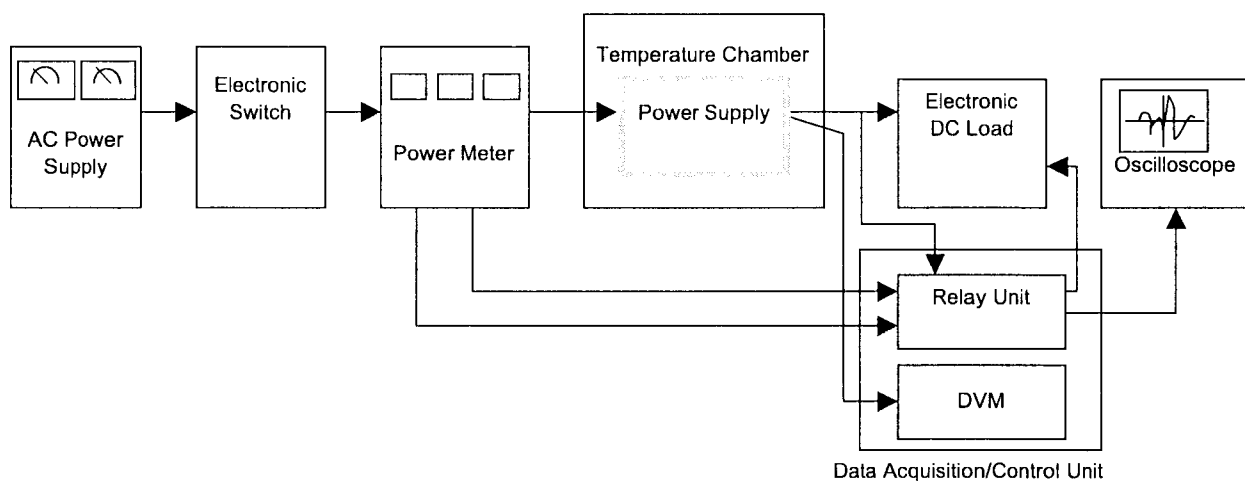 AC Power
Supply
Electronic
Switch
Power Meter
Temperature Chamber
Power Supply
Electronic
DC Load
Oscilloscope
Relay Unit
DVM
Data Acquisition/Control Unit